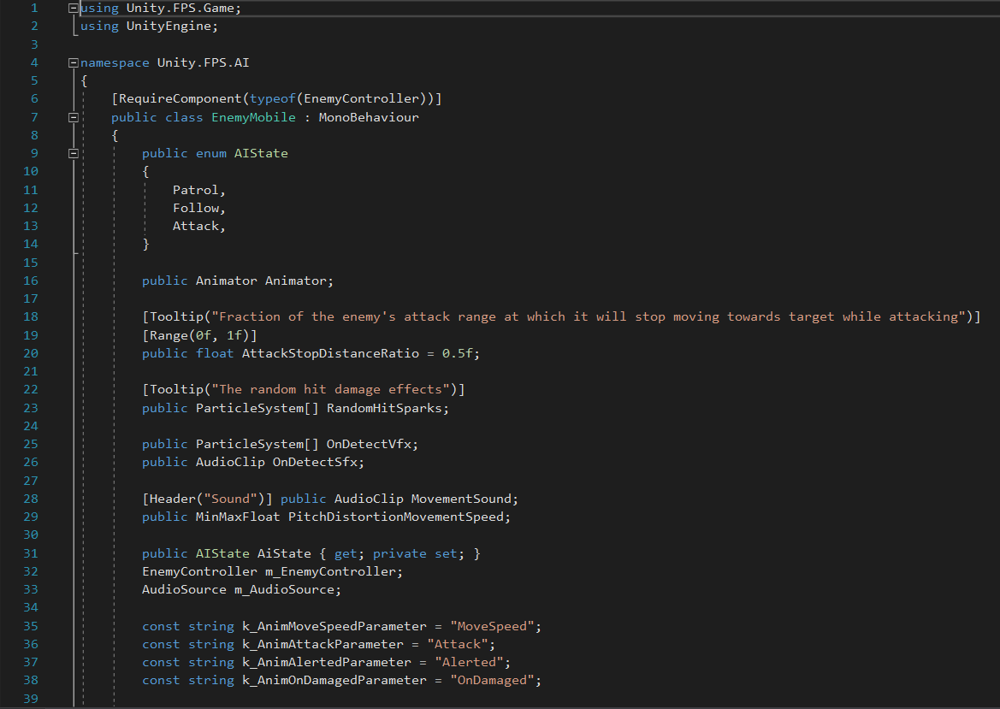 1 using Unity.FPS.Game;
2 using UnityEngine;
3
4 namespace Unity.FPS.AI
5 {
6 [RequireComponent(typeof(EnemyController))]
7 public class EnemyMobile : MonoBehaviour
8 {
9 public enum AIState
10 {
11 Patrol,
12 Follow,
13 Attack,
14 }
15
16 public Animator Animator;
17
18 [Tooltip("Fraction of the enemy's attack range at which it will stop moving towards target while attacking")]
19 [Range(0f, 1f)]
20 public float AttackStopDistanceRatio = 0.5f;
21
22 [Tooltip("The random hit damage effects")]
23 public ParticleSystem[] RandomHitSparks;
24
25 public ParticleSystem[] OnDetectVfx;
26 public AudioClip OnDetectSfx;
27
28 [Header("Sound")] public AudioClip MovementSound;
29 public MinMaxFloat PitchDistortionMovementSpeed;
30
31 public AIState AiState { get; private set; }
32 EnemyController m_EnemyController;
33 AudioSource m_AudioSource;
34
35 const string k_AnimMoveSpeedParameter = "MoveSpeed";
36 const string k_AnimAttackParameter = "Attack";
37 const string k_AnimAlertedParameter = "Alerted";
38 const string k_AnimOnDamagedParameter = "OnDamaged";
39